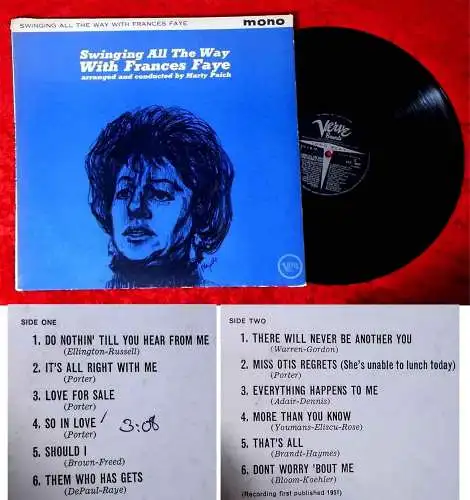 SWINGING ALL THE WAY WITH FRANCES FAYE
mono
Swinging All The Way
With Frances Faye
arranged and conducted by Marty Paich
Verve
Verve
SIDE ONE
1. DO NOTHIN' TILL YOU HEAR FROM ME
(Ellington-Russell)
2. IT'S ALL RIGHT WITH ME
(Porter)
3. LOVE FOR SALE
(Porter)
4. SO IN LOVE
3:08
(Porter)
5. SHOULD I
(Brown-Freed)
6. THEM WHO HAS GETS
(DePaul-Raye)
SIDE TWO
1. THERE WILL NEVER BE ANOTHER YOU
(Warren-Gordon)
2. MISS OTIS REGRETS (She's unable to lunch today)
(Porter)
3. EVERYTHING HAPPENS TO ME
(Adair-Dennis)
4. MORE THAN YOU KNOW
(Youmans-Eliscu-Rose)
5. THAT'S ALL
(Brandt-Haymes)
6. DONT WORRY 'BOUT ME
(Bloom-Koehler)
(Recording first published 1961)